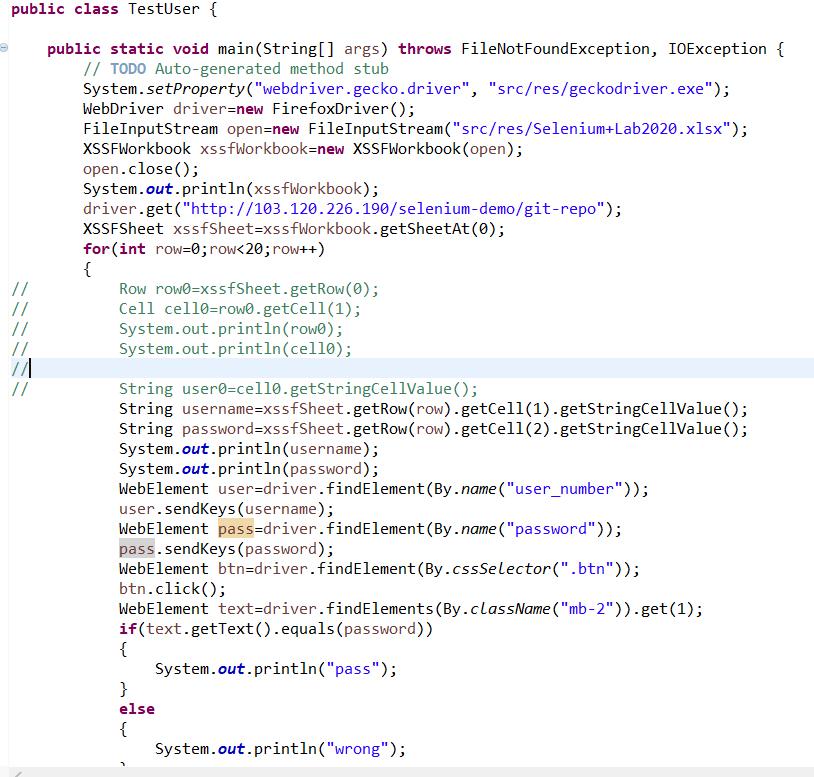 public class TestUser {
public static void main(String[] args) throws FileNotFoundException, IOException {
// TODO Auto-generated method stub
System.setProperty("webdriver.gecko.driver", "src/res/geckodriver.exe");
WebDriver driver=new FirefoxDriver();
FileInputStream open=new FileInputStream("src/res/Selenium+Lab2020.xlsx");
XSSFWorkbook xssfWorkbook=new XSSFWorkbook(open);
open.close();
System.out.println(xssfWorkbook);
driver.get("http://103.120.226.190/selenium-demo/git-repo");
XSSFSheet xssfSheet=xssfWorkbook.getSheetAt(0);
for(int row=0;row<20;row++)
{
// Row row0=xssfSheet.getRow(0);
// Cell cell0=row0.getCell(1);
// System.out.println(row0);
// System.out.println(cell0);
//
// String user0=cell0.getStringCellValue();
String username=xssfSheet.getRow(row).getCell(1).getStringCellValue();
String password=xssfSheet.getRow(row).getCell(2).getStringCellValue();
System.out.println(username);
System.out.println(password);
WebElement user=driver.findElement(By.name("user_number"));
user.sendKeys(username);
WebElement pass=driver.findElement(By.name("password"));
pass.sendKeys(password);
WebElement btn=driver.findElement(By.cssSelector(".btn"));
btn.click();
WebElement text=driver.findElements(By.className("mb-2")).get(1);
if(text.getText().equals(password))
{
System.out.println("pass");
}
else
{
System.out.println("wrong");
}